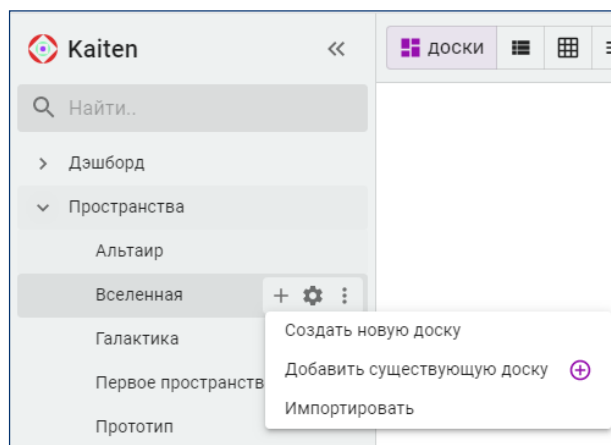 Kaiten
доски
Найти..
Дэшборд
Пространства
Альтаир
Вселенная
Галактика
Первое пространств
Прототип
Создать новую доску
Добавить существующую доску
Импортировать